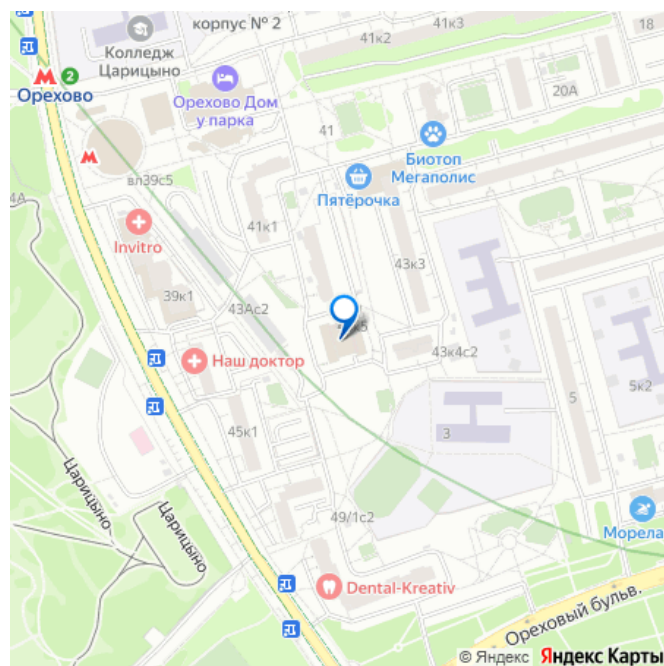 корпус № 2
41к2
41к3
18
Колледж
Царицыно
М
2
Орехово
Орехово Дом
у парка
20А
41
Биотоп
Мегаполис
М
Пятёрочка
вл39с5
4А
41к1
Invitro
43к3
39к1
43Ас2
43к4с2
Наш доктор
5к2
5
45к1
3
Царицыно
Царицыно
49/1с2
Морела
Dental-Kreativ
Ореховый бульв.
© Яндекс Яндекс Карты